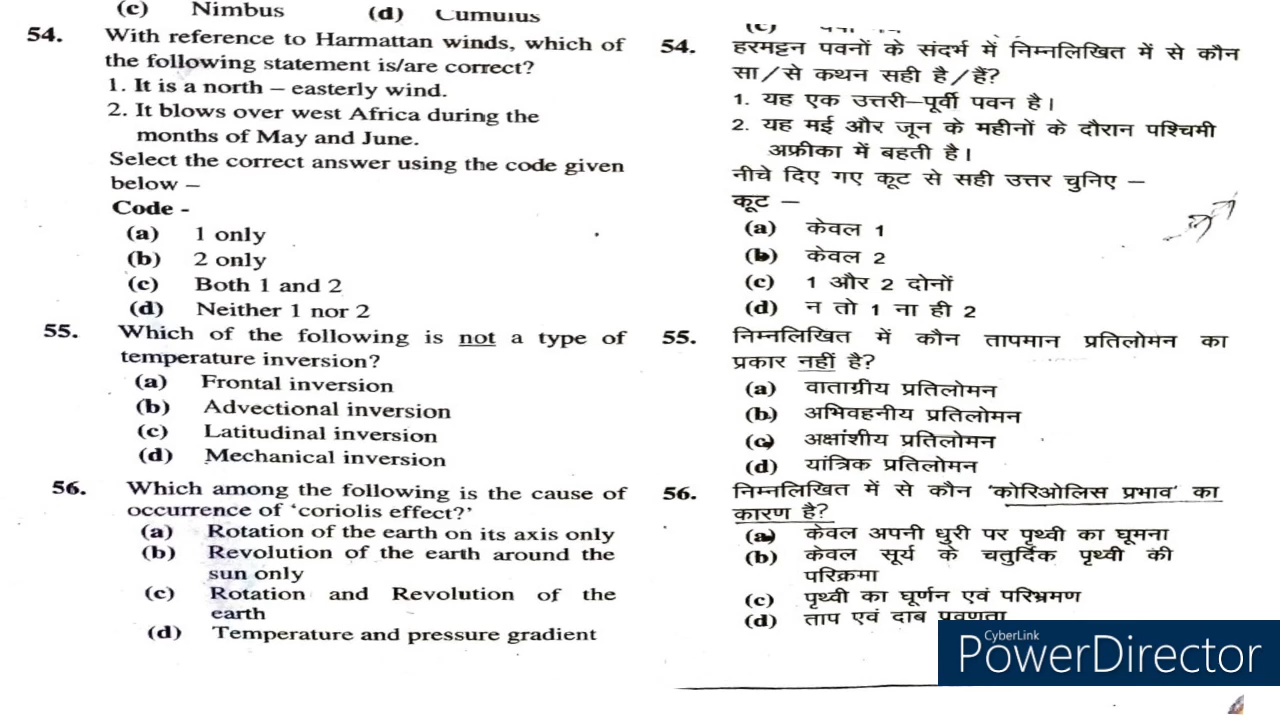 (c) Nimbus (d) Cumulus
54. With reference to Harmattan winds, which of
the following statement is/are correct?
1. It is a north – easterly wind.
2. It blows over west Africa during the
months of May and June.
Select the correct answer using the code given
below –
Code -
(a) 1 only
(b) 2 only
(c) Both 1 and 2
(d) Neither 1 nor 2
55. Which of the following is not a type of
temperature inversion?
(a) Frontal inversion
(b) Advectional inversion
(c) Latitudinal inversion
(d) Mechanical inversion
56. Which among the following is the cause of
occurrence of ‘coriolis effect?’
(a) Rotation of the earth on its axis only
(b) Revolution of the earth around the
sun only
(c) Rotation and Revolution of the
earth
(d) Temperature and pressure gradient
(c)
54. हरमट्टन पवनों के संदर्भ में निम्नलिखित में से कौन
सा/से कथन सही है/हैं?
1. यह एक उत्तरी–पूर्वी पवन है।
2. यह मई और जून के महीनों के दौरान पश्चिमी
अफ्रीका में बहती है।
नीचे दिए गए कूट से सही उत्तर चुनिए –
कूट –
(a) केवल 1
(b) केवल 2
(c) 1 और 2 दोनों
(d) न तो 1 ना ही 2
55. निम्नलिखित में कौन तापमान प्रतिलोमन का
प्रकार नहीं है?
(a) वाताग्रीय प्रतिलोमन
(b) अभिवहनीय प्रतिलोमन
(c) अक्षांशीय प्रतिलोमन
(d) यांत्रिक प्रतिलोमन
56. निम्नलिखित में से कौन ‘कोरिओलिस प्रभाव’ का
कारण है?
(a) केवल अपनी धुरी पर पृथ्वी का घूमना
(b) केवल सूर्य के चतुर्दिक पृथ्वी की
परिक्रमा
(c) पृथ्वी का घूर्णन एवं परिभ्रमण
(d) ताप एवं दाब प्रवणता
CyberLink
PowerDirector